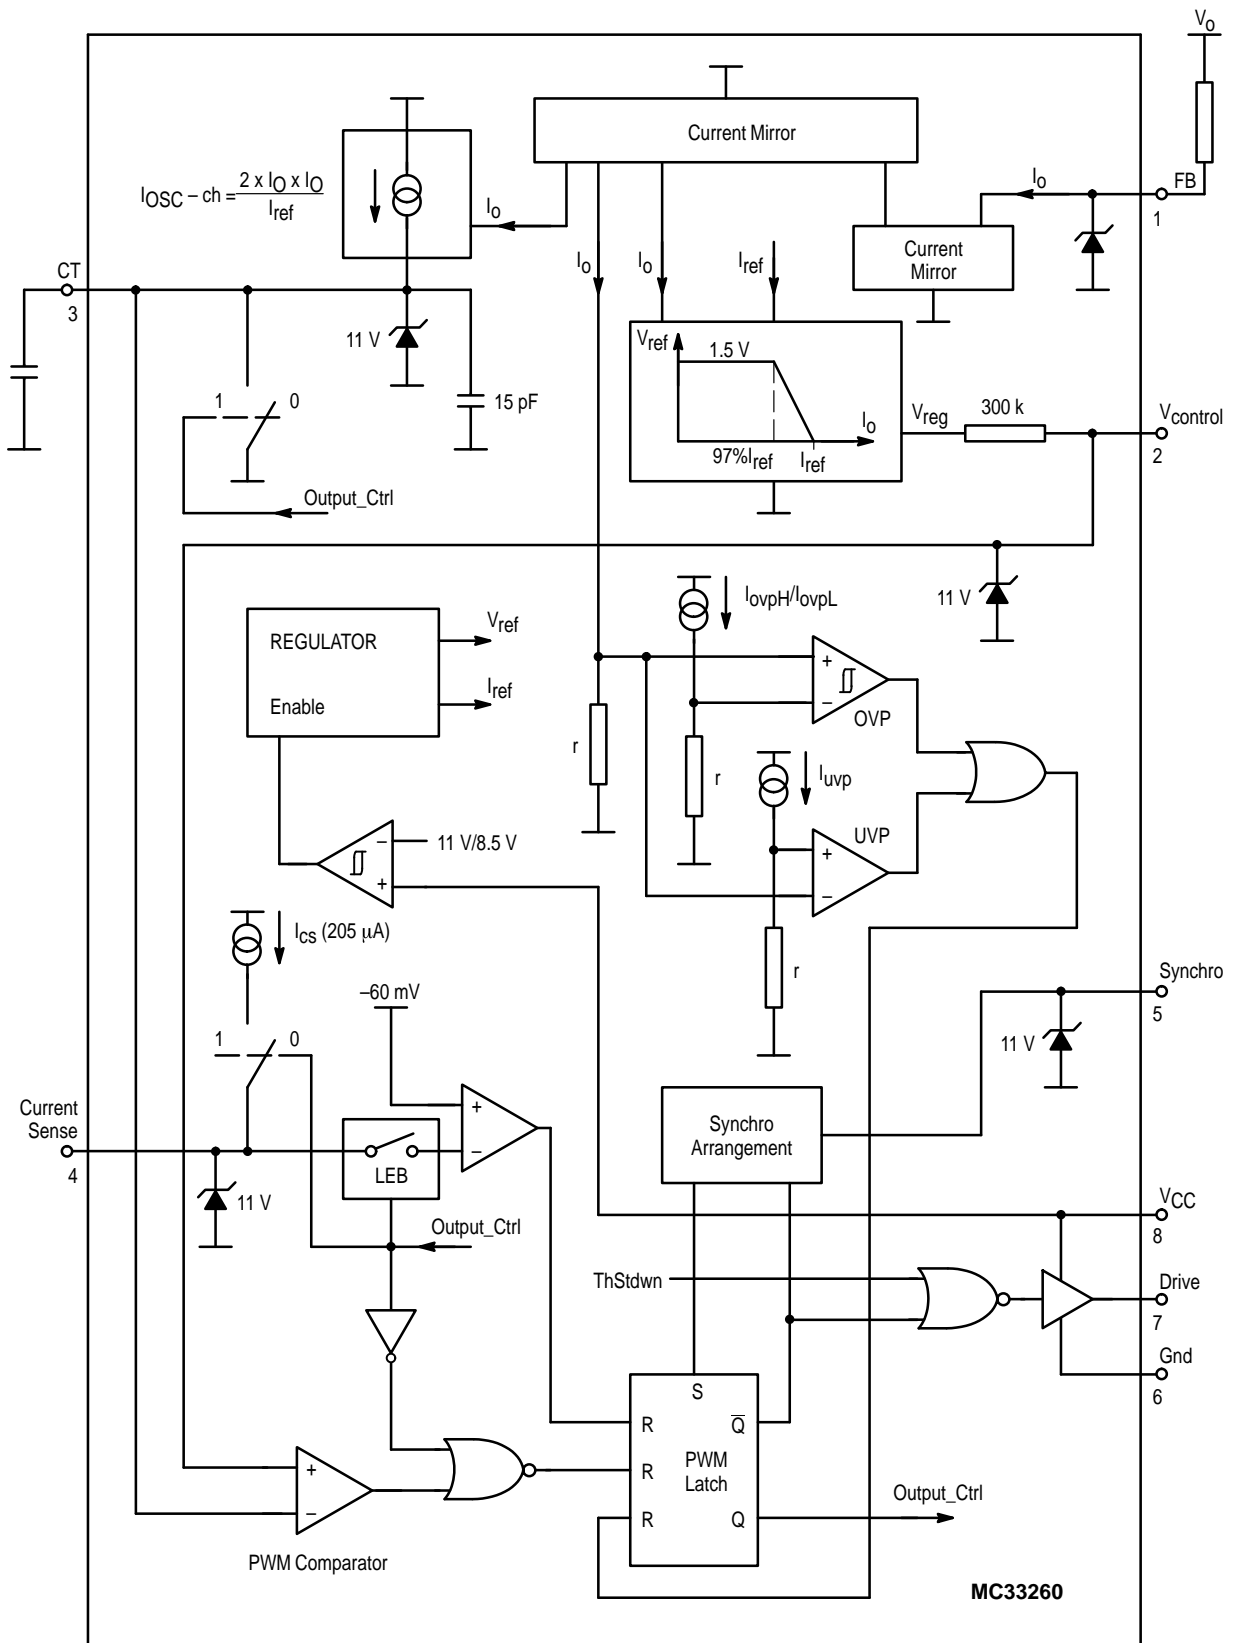 Vo
Current Mirror
IOSC – ch = 2 x IO x IO
Iref
Io
Io
FB
1
Current
Mirror
CT
3
Io
Io
Iref
11 V
Vref
1.5 V
1
0
15 pF
Vreg
300 k
Vcontrol
2
Io
97%Iref
Iref
Output_Ctrl
IovpH/IovpL
11 V
REGULATOR
Vref
Enable
Iref
+
–
OVP
r
r
Iuvp
UVP
–
11 V/8.5 V
+
+
–
Ics (205 µA)
r
–60 mV
Synchro
5
1
0
11 V
Current
Sense
4
+
–
LEB
Synchro
Arrangement
11 V
VCC
8
Output_Ctrl
ThStdwn
Drive
7
Gnd
6
S
R
Q
R
PWM
Latch
+
–
R
Q
Output_Ctrl
PWM Comparator
MC33260